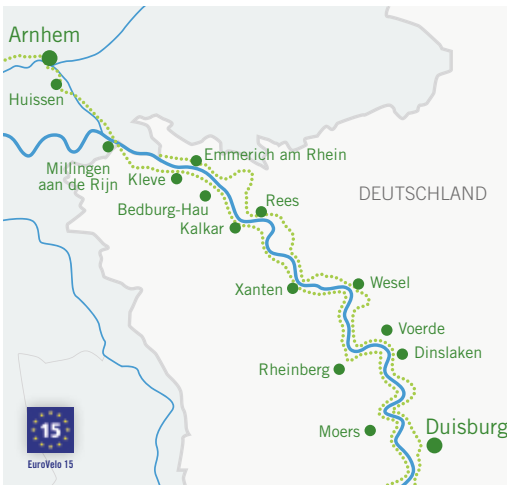 Arnhem
Huissen
Millingen
aan de Rijn
Emmerich am Rhein
Kleve
DEUTSCHLAND
Bedburg-Hau
Rees
Kalkar
Xanten
Wesel
Voerde
Dinslaken
Rheinberg
15
EuroVelo 15
Moers
Duisburg